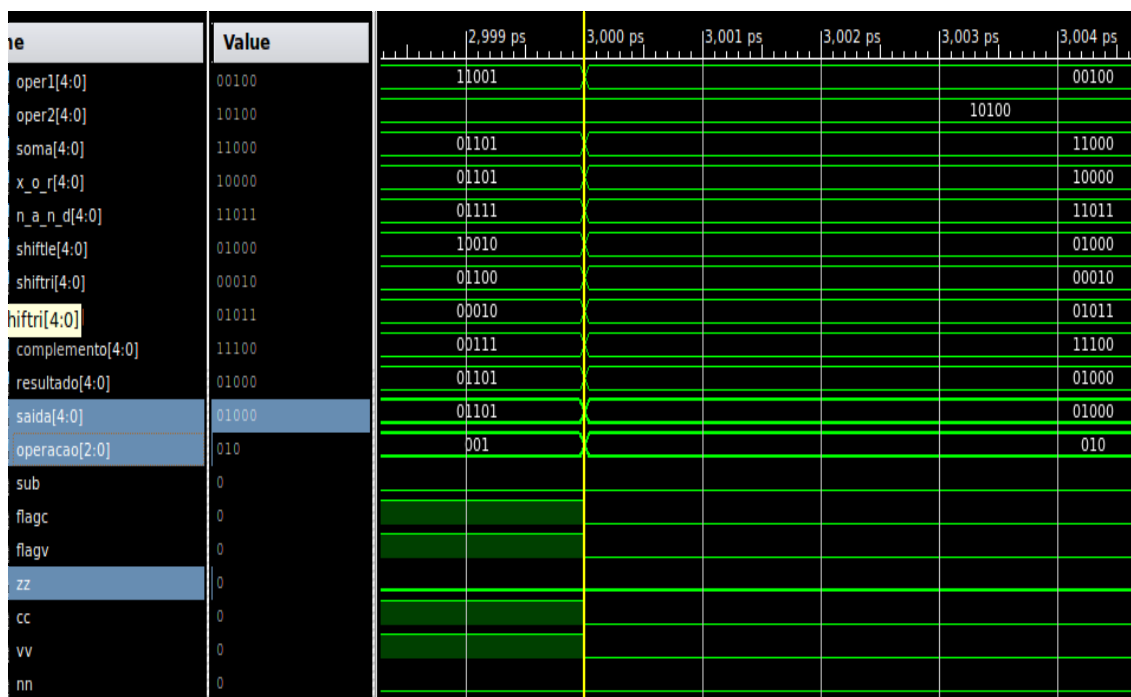 ıe Value 2,999 ps 3,000 ps 3,001 ps 3,002 ps 3,003 ps 3,004 ps
oper1[4:0] 00100 11001 00100
oper2[4:0] 10100 10100
soma[4:0] 11000 01101 11000
x_o_r[4:0] 10000 01101 10000
n_a_n_d[4:0] 11011 01111 11011
shiftle[4:0] 01000 10010 01000
shiftri[4:0] 00010 01100 00010
hiftri[4:0] 01011 00010 01011
complemento[4:0] 11100 00111 11100
resultado[4:0] 01000 01101 01000
saida[4:0] 01000 01101 01000
operacao[2:0] 010 001 010
sub 0
flagc 0
flagv 0
zz 0
cc 0
vv 0
nn 0